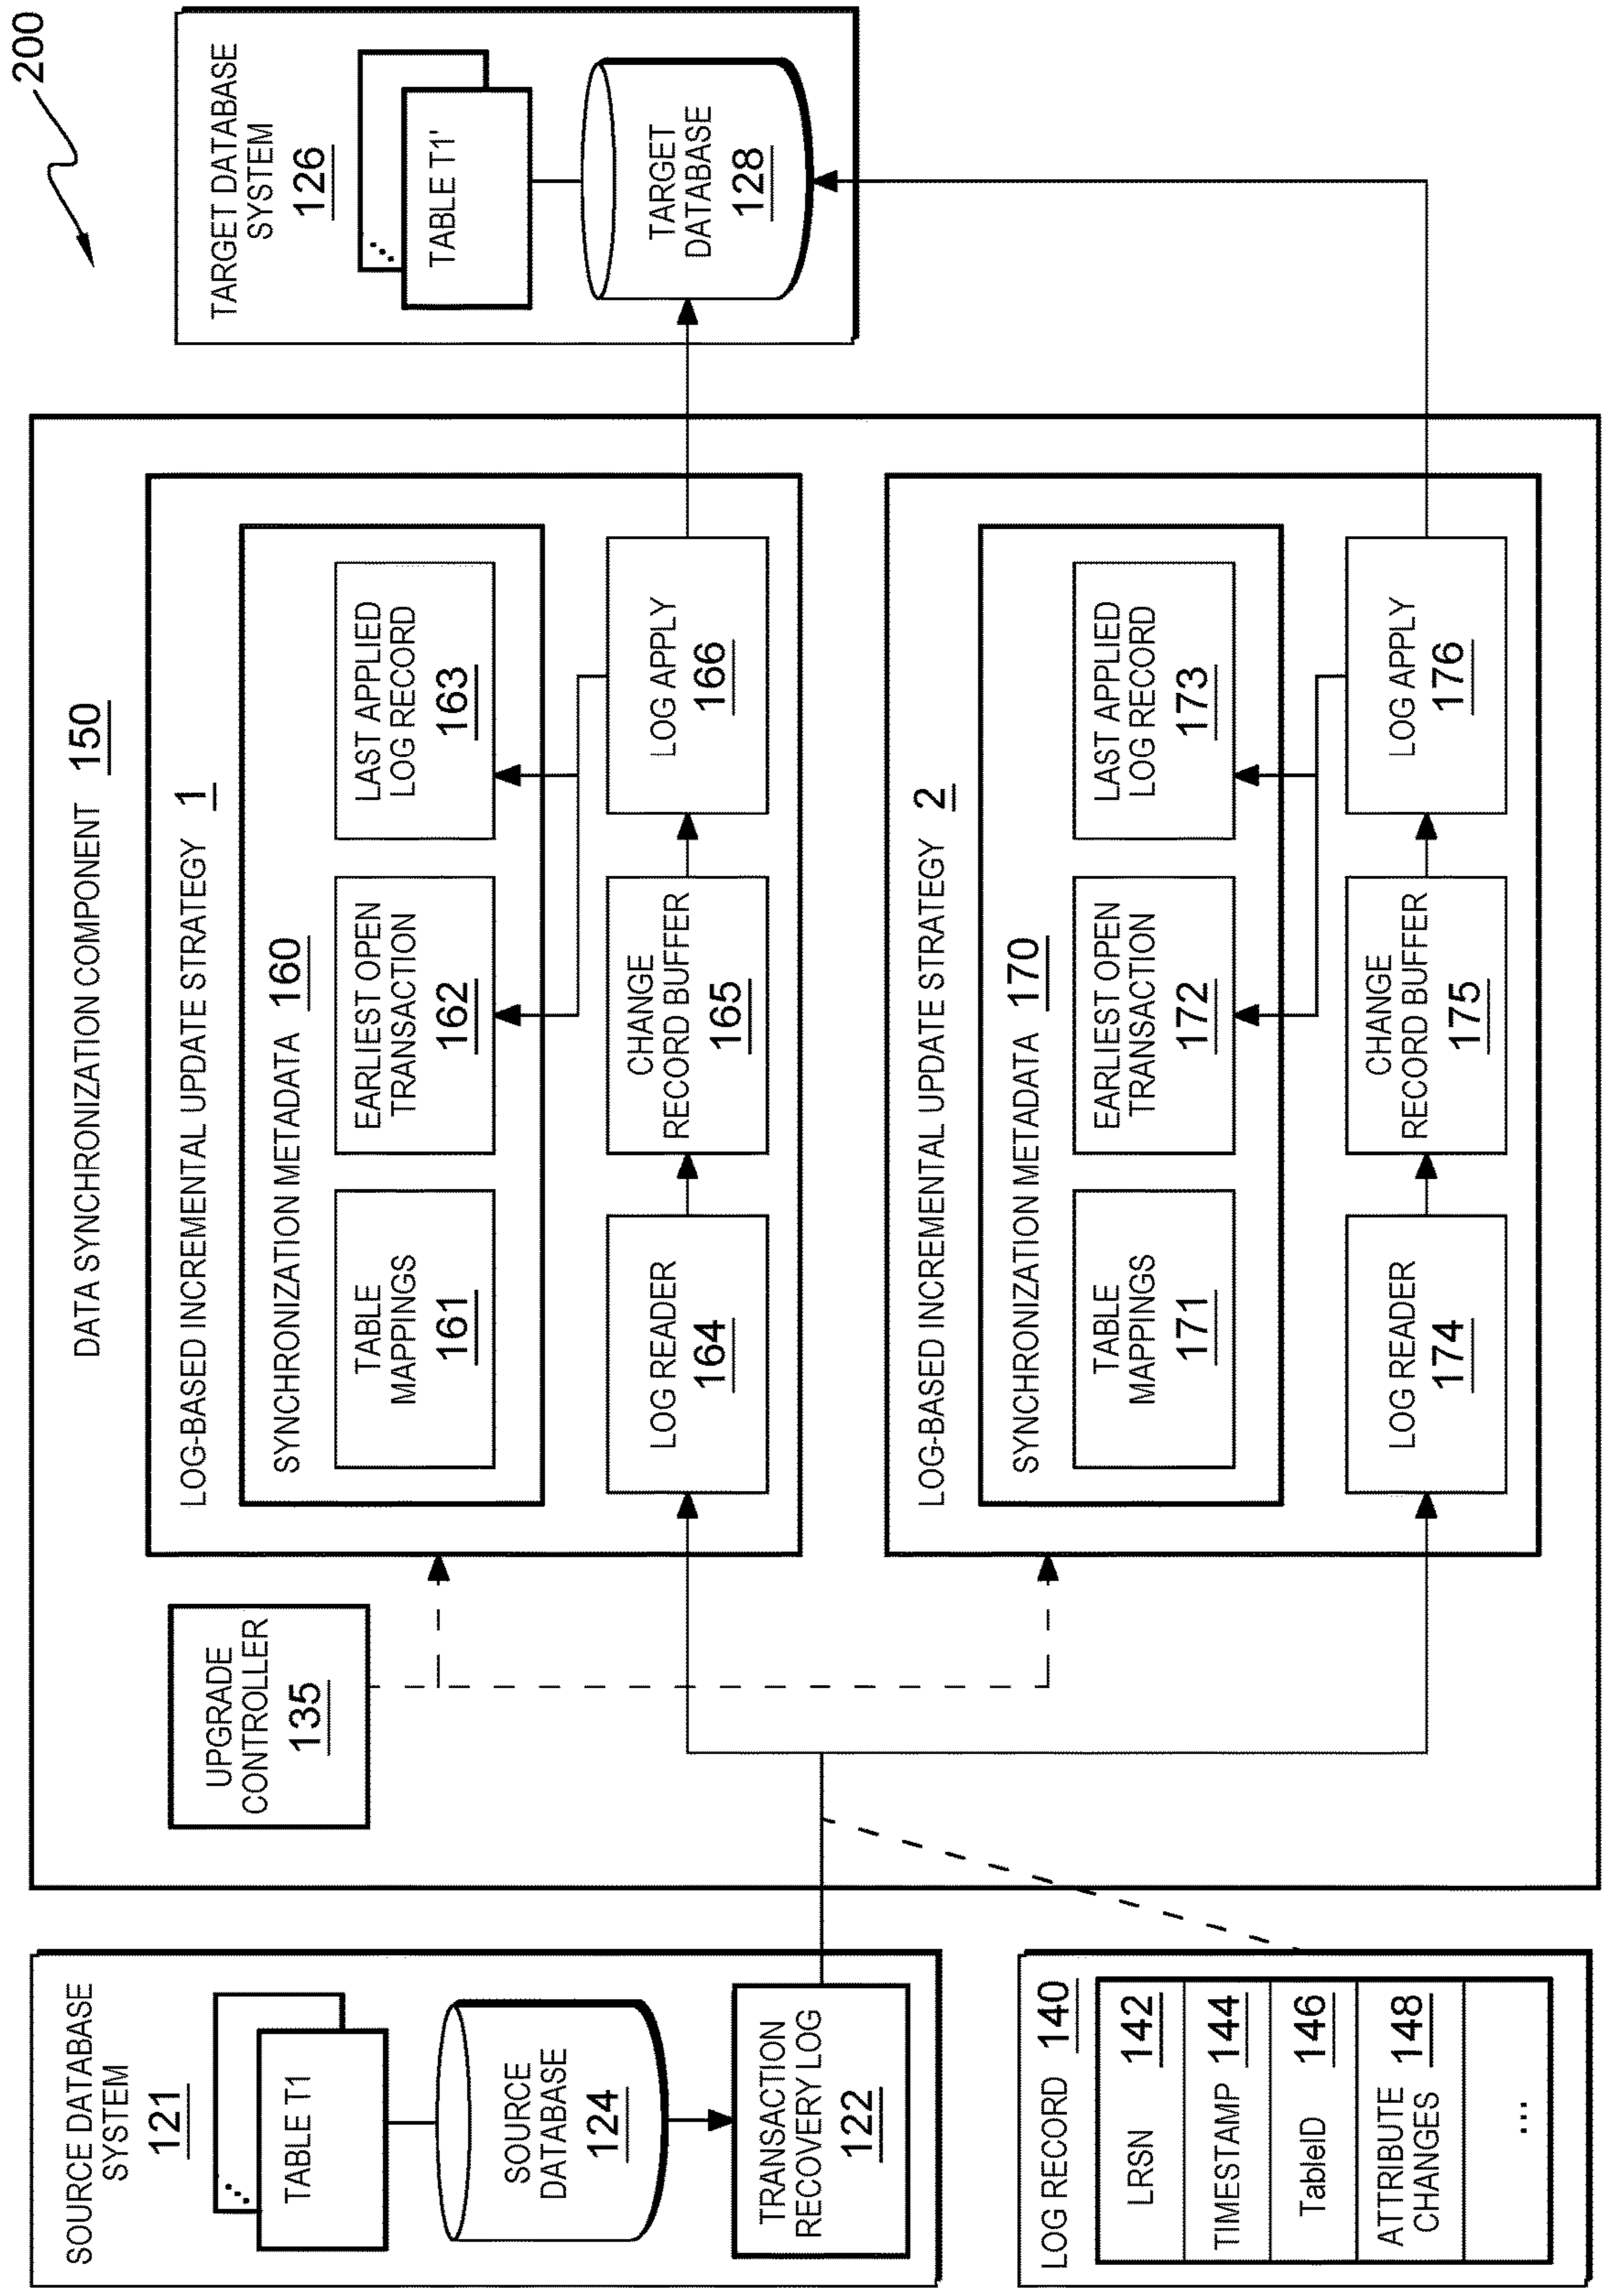 200
SOURCE DATABASE
SYSTEM
121
TABLE T1
SOURCE
DATABASE
124
TRANSACTION
RECOVERY LOG
122
LOG RECORD 140
LRSN 142
TIMESTAMP 144
TableID 146
ATTRIBUTE
CHANGES 148
...
DATA SYNCHRONIZATION COMPONENT 150
UPGRADE
CONTROLLER
135
LOG-BASED INCREMENTAL UPDATE STRATEGY 1
SYNCHRONIZATION METADATA 160
TABLE
MAPPINGS
161
EARLIEST OPEN
TRANSACTION
162
LAST APPLIED
LOG RECORD
163
LOG READER
164
CHANGE
RECORD BUFFER
165
LOG APPLY
166
LOG-BASED INCREMENTAL UPDATE STRATEGY 2
SYNCHRONIZATION METADATA 170
TABLE
MAPPINGS
171
EARLIEST OPEN
TRANSACTION
172
LAST APPLIED
LOG RECORD
173
LOG READER
174
CHANGE
RECORD BUFFER
175
LOG APPLY
176
TARGET DATABASE
SYSTEM
126
TABLE T1'
TARGET
DATABASE
128